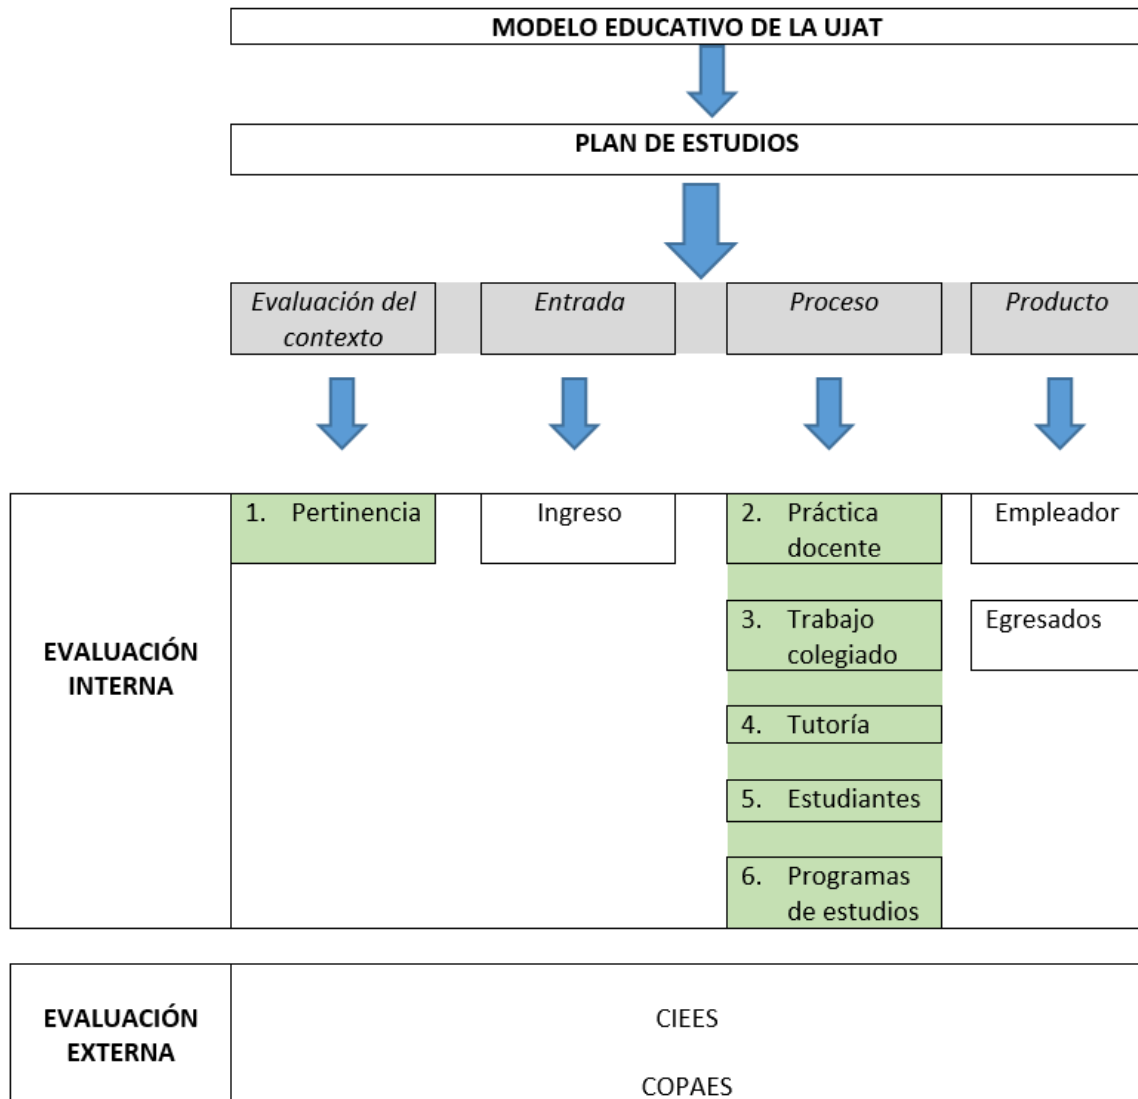 MODELO EDUCATIVO DE LA UJAT
PLAN DE ESTUDIOS
Evaluación del
contexto
Entrada
Proceso
Producto
EVALUACIÓN
INTERNA
1. Pertinencia
Ingreso
2. Práctica
docente
3. Trabajo
colegiado
4. Tutoría
5. Estudiantes
6. Programas
de estudios
Empleador
Egresados
EVALUACIÓN
EXTERNA
CIEES
COPAES